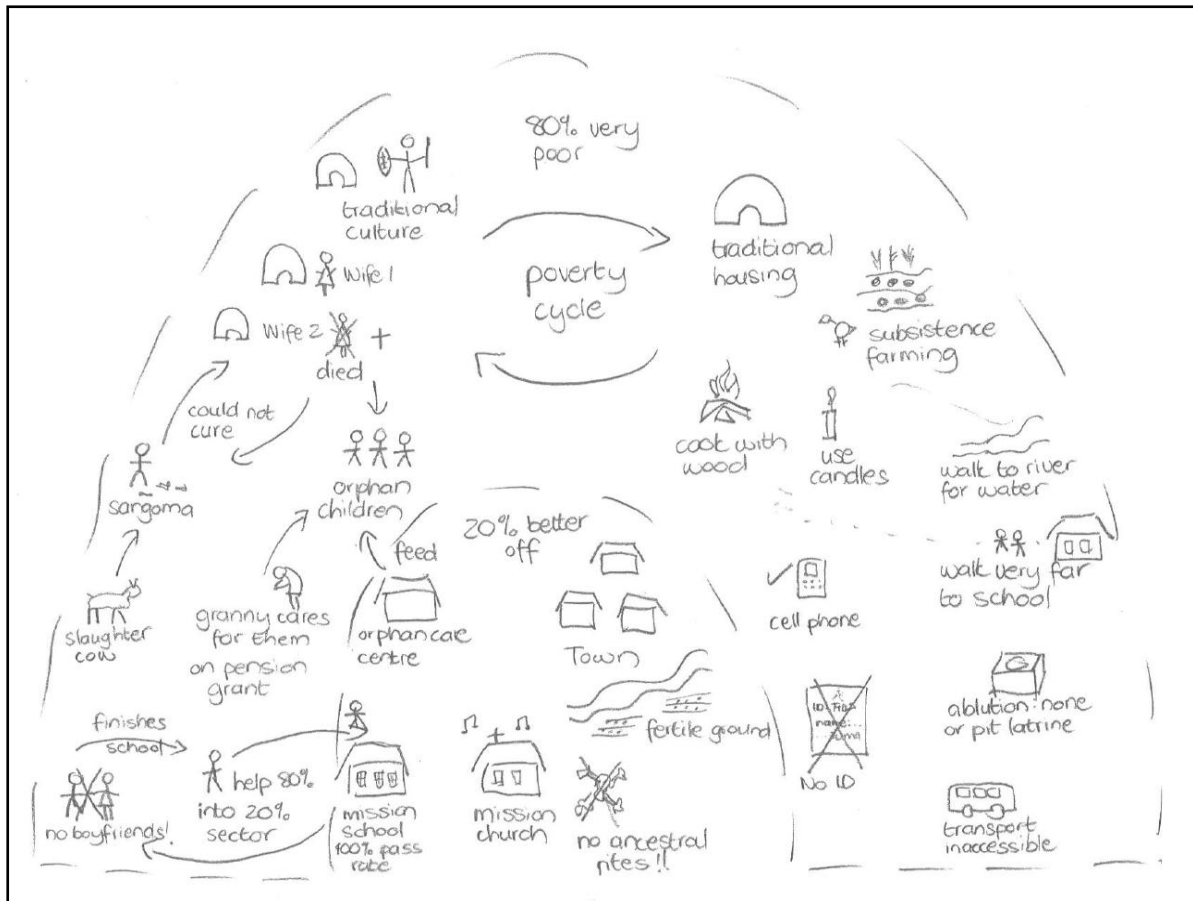 80% very
poor
traditional
culture
traditional
housing
Wife 1
poverty
cycle
Wife 2
+
died
subsistence
farming
could not
cure
cook with
wood
use
candles
walk to river
for water
sangoma
orphan
children
20% better
off
feed
walk very far
to school
cell phone
slaughter
cow
granny cares
for them
on pension
grant
orphan care
centre
Town
ablution: none
or pit latrine
fertile ground
ID
name
No ID
finishes
school
help 80%
into 20%
sector
no boyfriends!
mission
school
100% pass
rate
mission
church
no ancestral
rites!!
transport
inaccessible